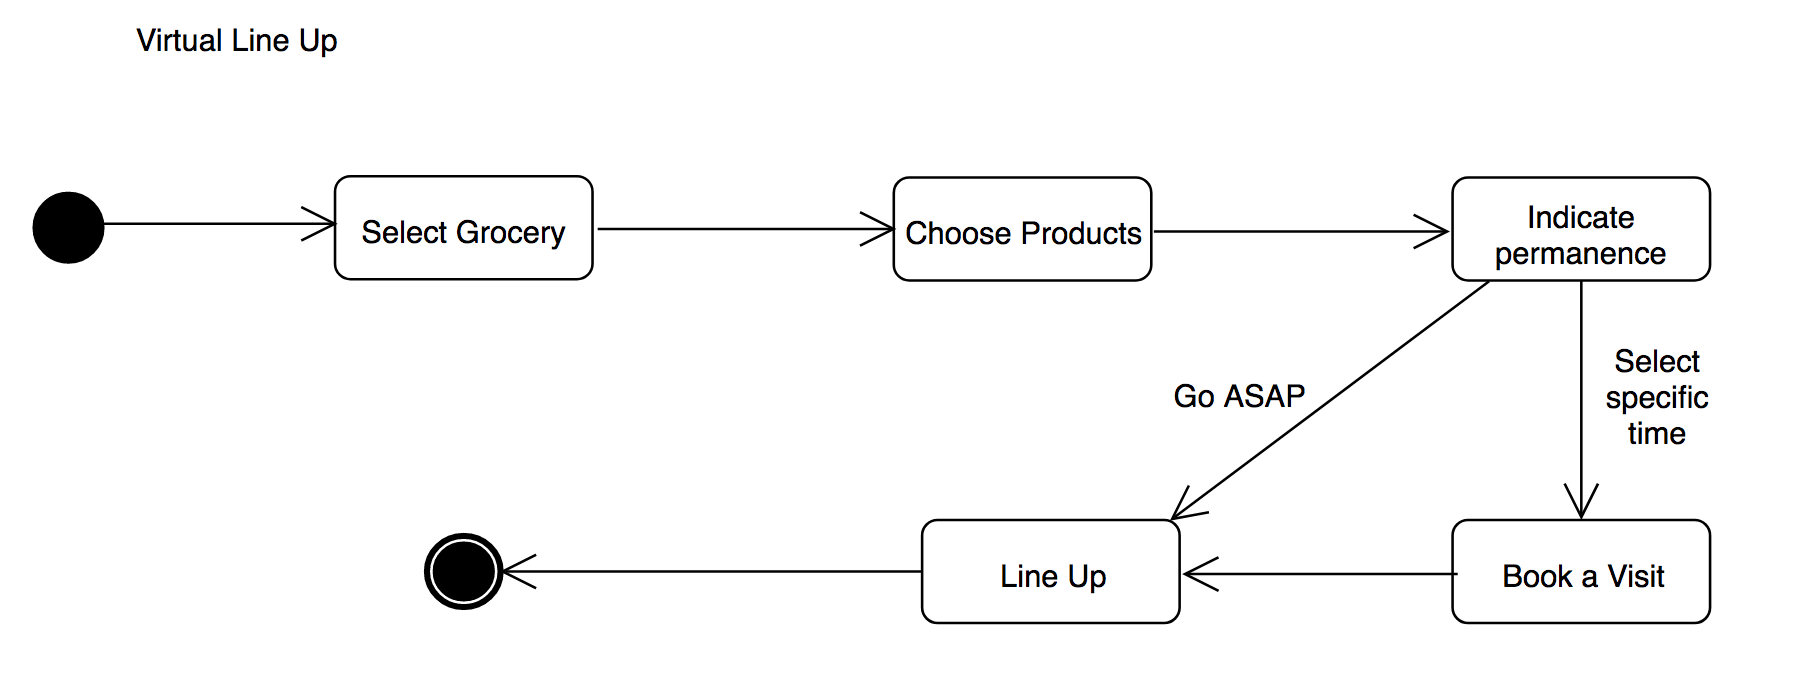 Virtual Line Up
Select Grocery
Choose Products
Indicate
permanence
Go ASAP
Select
specific
time
Line Up
Book a Visit